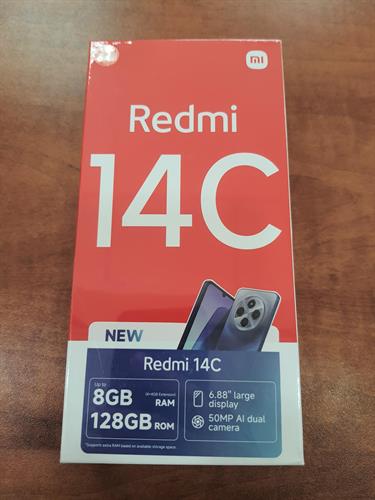 mi
Redmi
14C
NEW
Redmi 14C
Up to
8GB (4+4GB Extension) RAM
128GB ROM
*Supports extra RAM based on available storage space.
6.88" large
display
50MP AI dual
camera